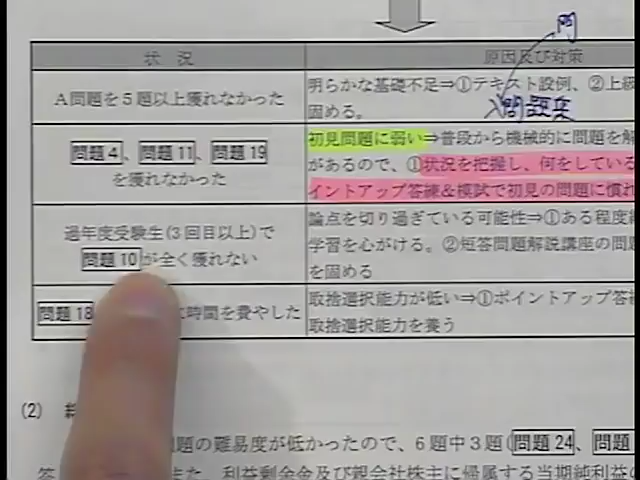 状況
原因及び対策
門
A問題を5題以上獲れなかった
明らかな基礎不足⇒①テキスト設例、②上級
固める。
入門
問題4、問題11、問題19
を獲れなかった
初見問題に弱い⇒普段から機械的に問題を解
があるので、①状況を把握し、何をしている
イントアップ答練&模試で初見の問題に慣れ
過年度受験生(3回目以上)で
問題10が全く獲れない
論点を切り過ぎている可能性⇒①ある程度
学習を心がける。②短答問題解説講座の問
を固める
問題18
時間を費やした
取捨選択能力が低い⇒①ポイントアップ答
取捨選択能力を養う
(2)
題の難易度が低かったので、6題中3題(問題24、問題
答
また、利益剰余金及び親会社株主に帰属する当期純利益の